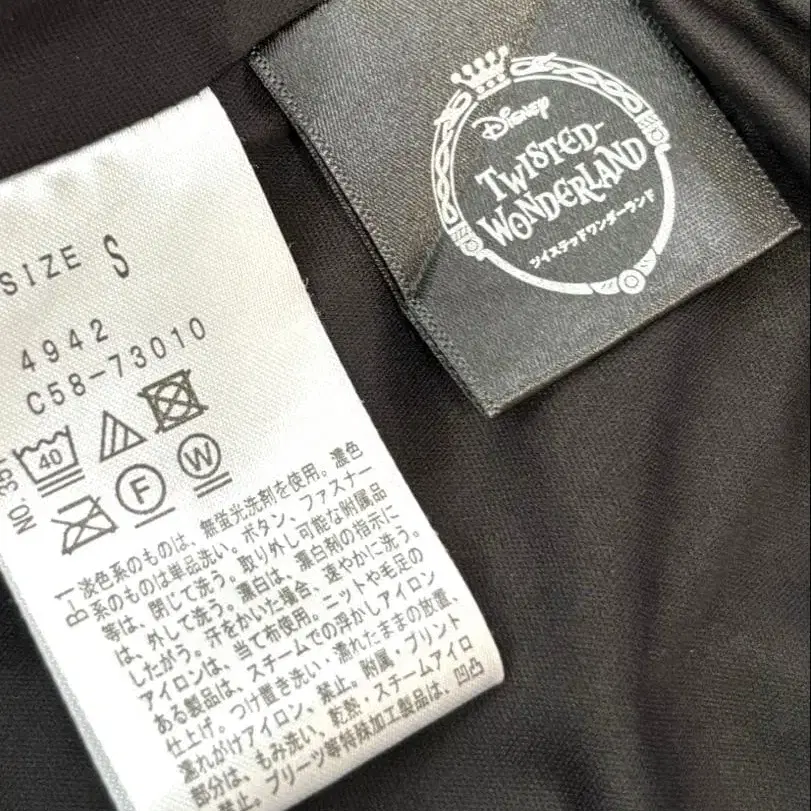 Disney
TWISTED-
WONDERLAND
ツイステッドワンダーランド
SIZE S
4942
C58-73010
40
F
W
B-1
淡色系のものは、無蛍光洗剤を使用。濃色
系のものは単品洗い。ボタン、ファスナー
等は、閉じて洗う。取り外し可能な附属品
は、外して洗う。漂白は、漂白剤の指示に
したがう。汗をかいた場合、速やかに洗う。
アイロンは、当て布使用。ニットや毛足の
ある製品は、スチームでの浮かしアイロン
仕上げ。つけ置き洗い・濡れたままの放置、
濡れがけアイロン、禁止。附属・プリント
部分は、もみ洗い、乾熱・スチームアイロ
禁止。プリーツ等特殊加工製品は、凹凸